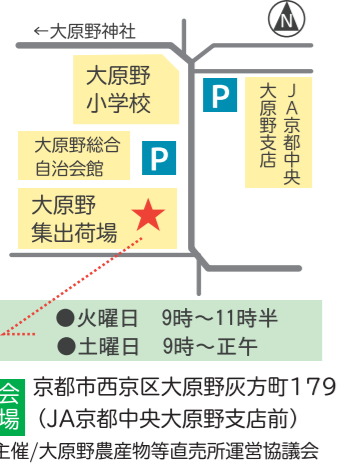 N
←大原野神社
大原野
小学校
P
JA京都中央
大原野支店
大原野総合
自治会館
P
大原野
集出荷場
●火曜日 9時～11時半
●土曜日 9時～正午
会場
京都市西京区大原野灰方町179
(JA京都中央大原野支店前)
主催/大原野農産物等直売所運営協議会